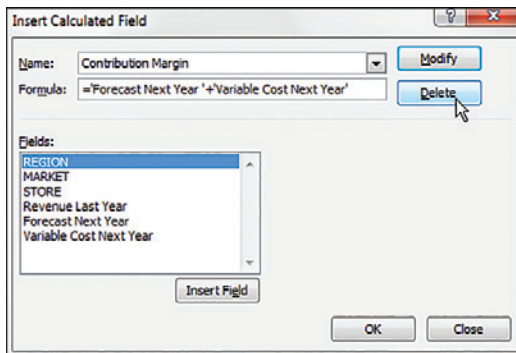 Insert Calculated Field
Name: Contribution Margin Modify
Formula: ='Forecast Next Year '+'Variable Cost Next Year' Delete
Fields:
REGION
MARKET
STORE
Revenue Last Year
Forecast Next Year
Variable Cost Next Year
Insert Field
OK Close